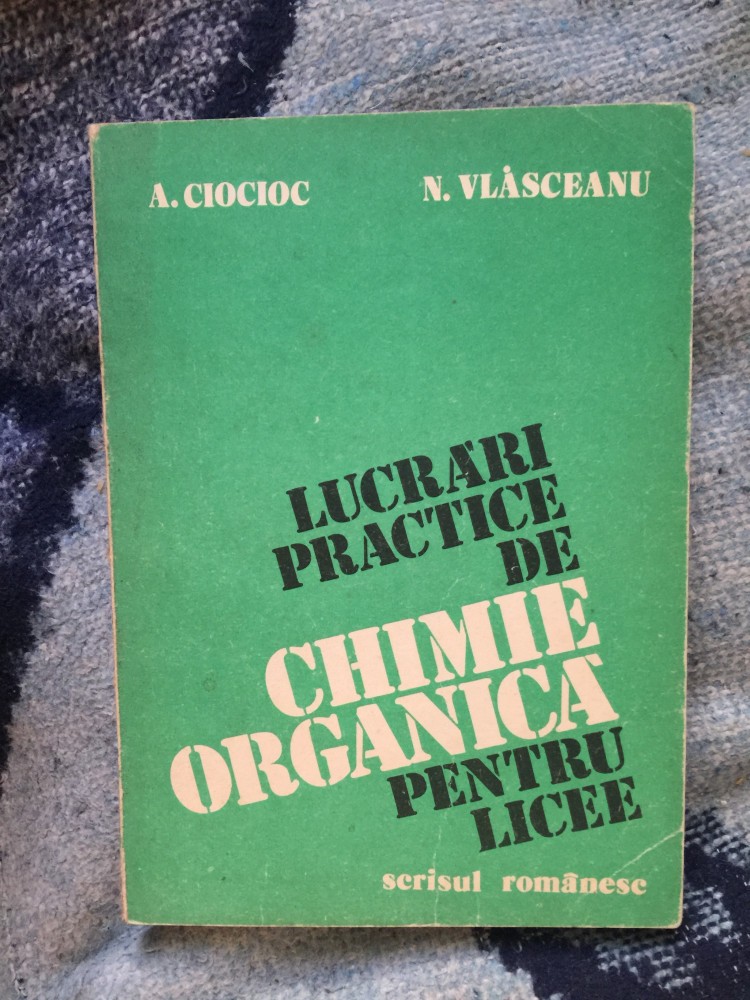 A. CIOCIOC
N. VLĂSCEANU
LUCRĂRI
PRACTICE
DE
CHIMIE
ORGANICĂ
PENTRU
LICEE
scrisul românesc